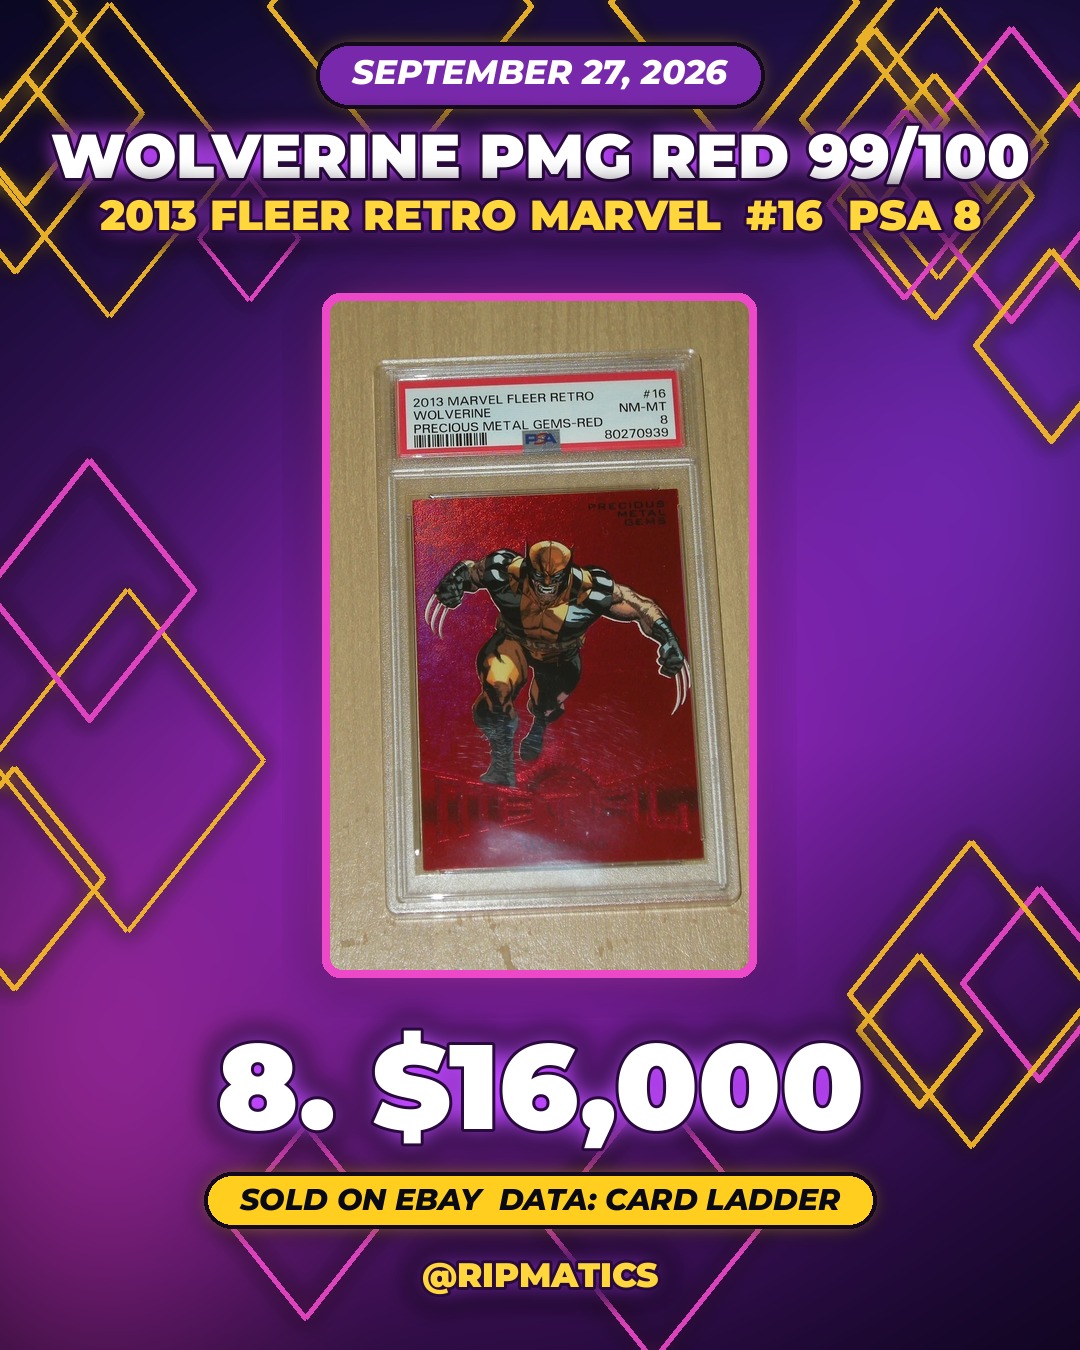 SEPTEMBER 27, 2026
WOLVERINE PMG RED 99/100
2013 FLEER RETRO MARVEL #16 PSA 8
2013 MARVEL FLEER RETRO #16
WOLVERINE NM-MT
PRECIOUS METAL GEMS-RED 8
PSA 80270939
PRECIOUS
METAL
GEMS
8. $16,000
SOLD ON EBAY DATA: CARD LADDER
@RIPMATICS